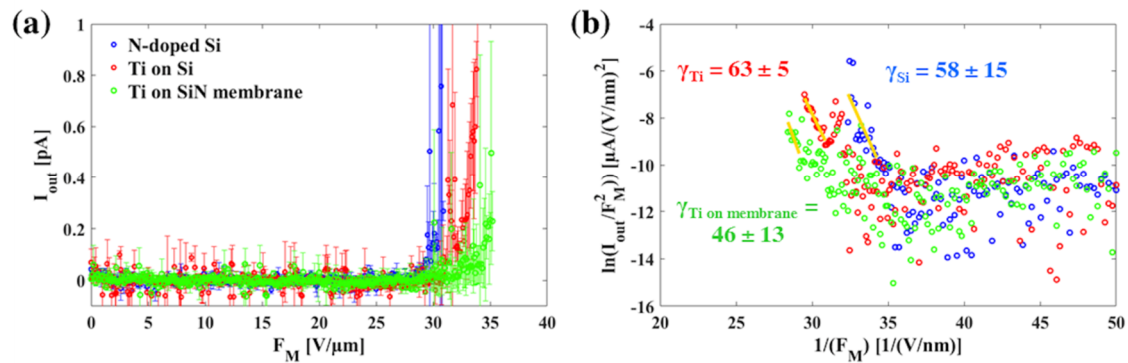 (a)
1
0.8
0.6
0.4
0.2
0
I_out [pA]
N-doped Si
Ti on Si
Ti on SiN membrane
0 5 10 15 20 25 30 35 40
F_M [V/μm]
(b)
-4
-6
-8
-10
-12
-14
-16
ln(I_out/F_M^2)) [μA/(V/nm)^2)
γ_Ti = 63 ± 5
γ_Si = 58 ± 15
γ_Ti on membrane =
46 ± 13
20 25 30 35 40 45 50
1/(F_M) [1/(V/nm)]